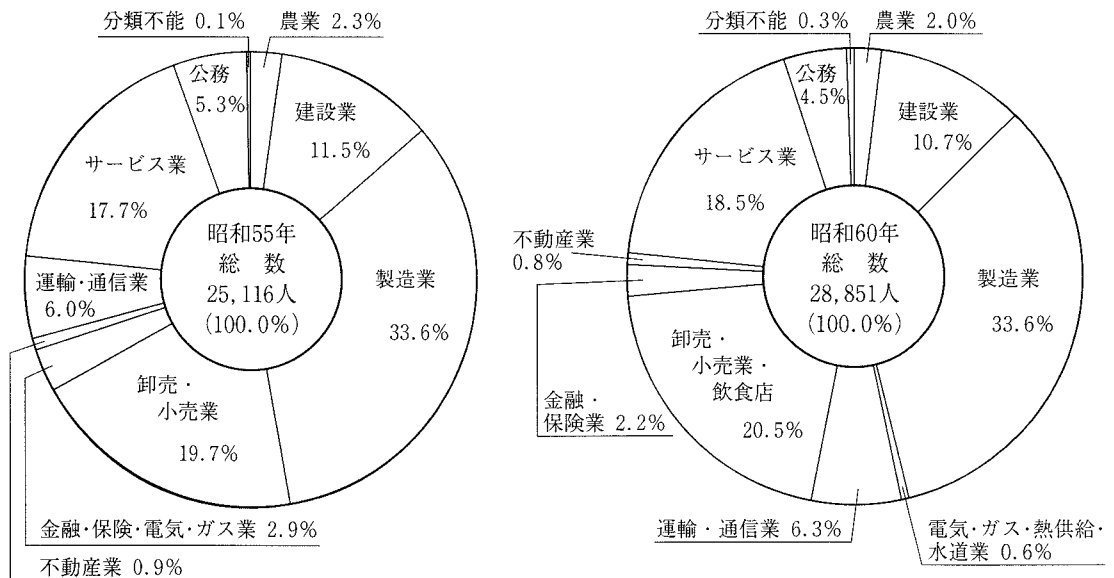 分類不能 0.1%
農業 2.3%
公務
5.3%
建設業
11.5%
サービス業
17.7%
昭和55年
総　数
25,116人
(100.0%)
製造業
33.6%
運輸・通信業
6.0%
卸売・
小売業
19.7%
金融・保険・電気・ガス業 2.9%
不動産業 0.9%
分類不能 0.3%
農業 2.0%
公務
4.5%
建設業
10.7%
サービス業
18.5%
不動産業
0.8%
昭和60年
総　数
28,851人
(100.0%)
製造業
33.6%
卸売・
小売業・
飲食店
20.5%
金融・
保険業 2.2%
運輸・通信業 6.3%
電気・ガス・熱供給・
水道業 0.6%